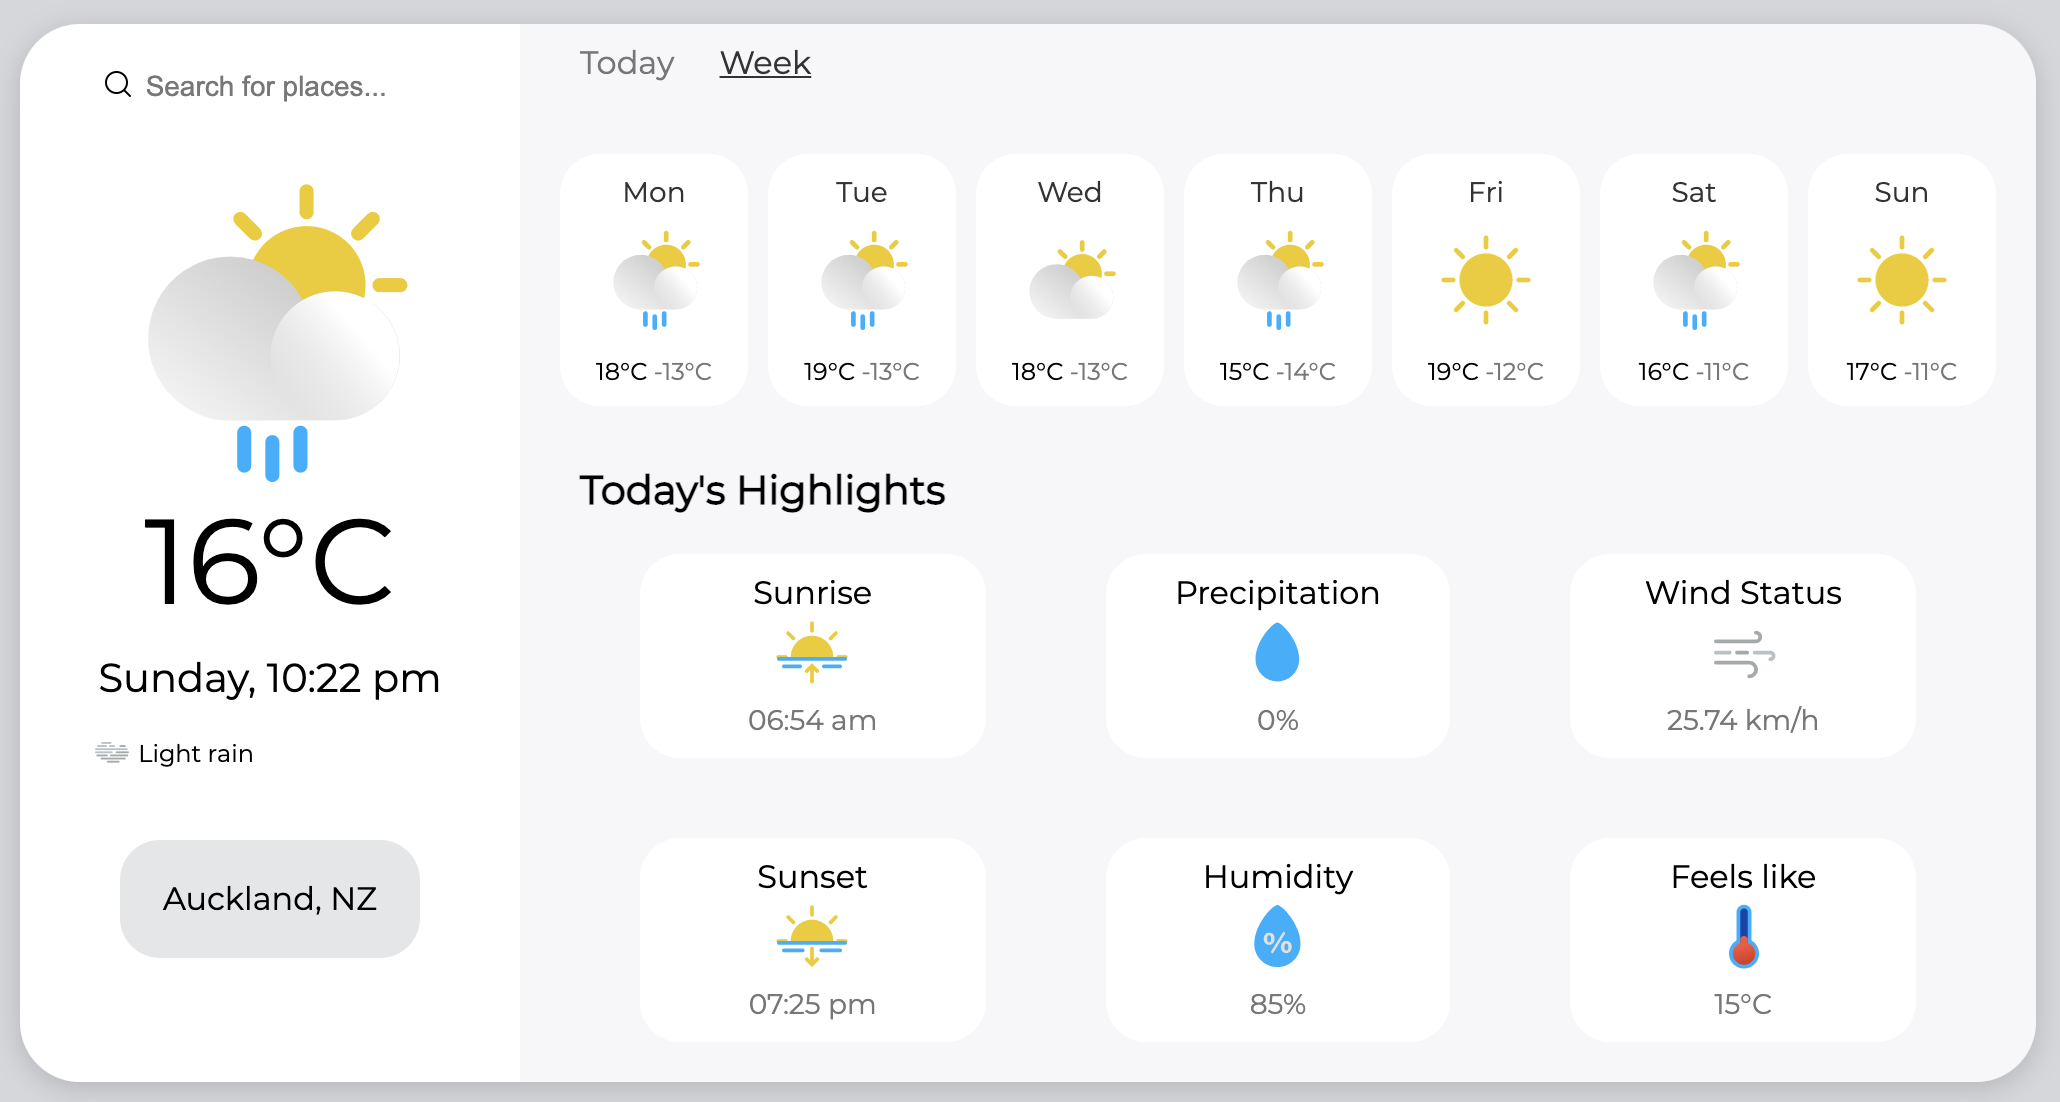 Search for places...
16°C
Sunday, 10:22 pm
Light rain
Auckland, NZ
Today Week
Mon Tue Wed Thu Fri Sat Sun
18°C -13°C 19°C -13°C 18°C -13°C 15°C -14°C 19°C -12°C 16°C -11°C 17°C -11°C
Today's Highlights
Sunrise Precipitation Wind Status
06:54 am 0% 25.74 km/h
Sunset Humidity Feels like
%
07:25 pm 85% 15°C